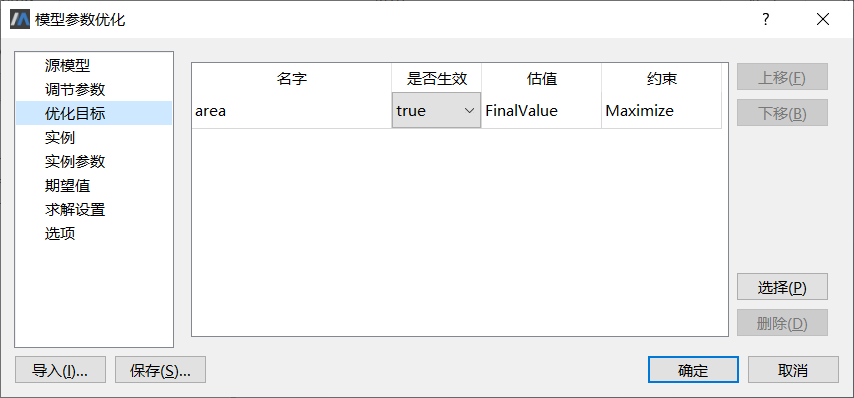 模型参数优化
源模型
调节参数
优化目标
实例
实例参数
期望值
求解设置
选项
名字 是否生效 估值 约束
area true FinalValue Maximize
上移(F)
下移(B)
选择(P)
删除(D)
导入(I)... 保存(S)... 确定 取消